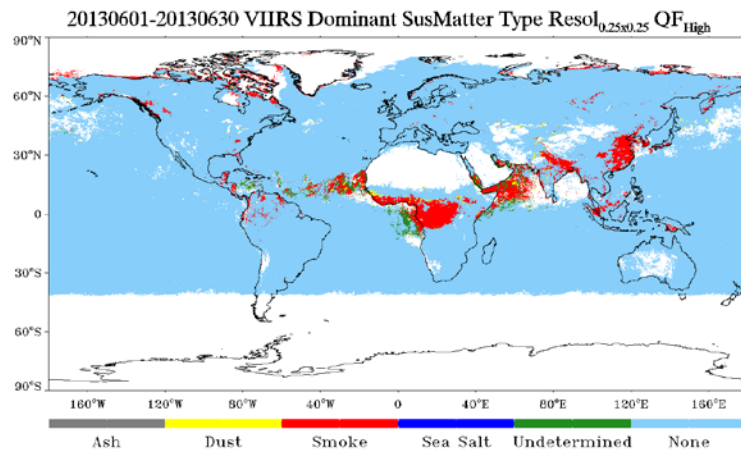 20130601-20130630 VIIRS Dominant SusMatter Type Resol0.25x0.25 QFHigh
90°N
60°N
30°N
0
30°S
60°S
90°S
160°W 120°W 80°W 40°W 0 40°E 80°E 120°E 160°E
Ash Dust Smoke Sea Salt Undetermined None